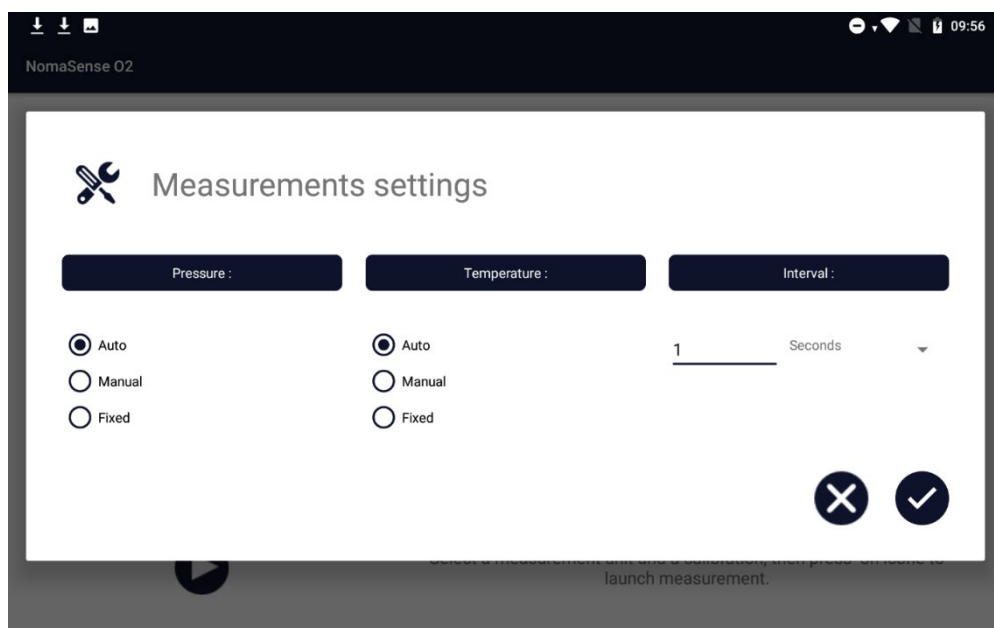 09:56
NomaSense O2
Measurements settings
Pressure :
Temperature :
Interval :
Auto
Manual
Fixed
Auto
Manual
Fixed
1
Seconds
launch measurement.